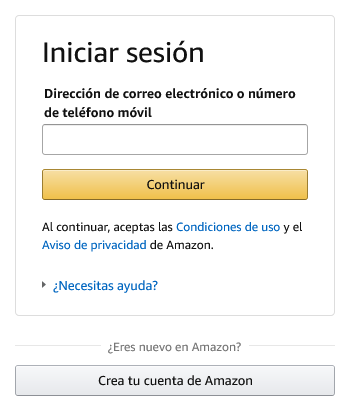 Iniciar sesión
Dirección de correo electrónico o número
de teléfono móvil
Continuar
Al continuar, aceptas las Condiciones de uso y el
Aviso de privacidad de Amazon.
¿Necesitas ayuda?
¿Eres nuevo en Amazon?
Crea tu cuenta de Amazon